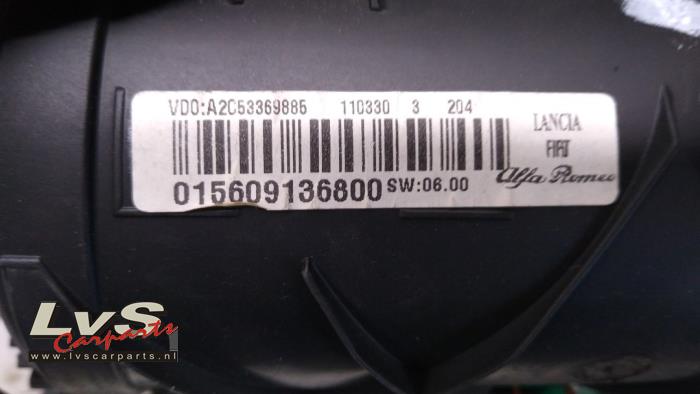 VDO:A2C53369885 110330 3 204
LANCIA
FIAT
Alfa Romeo
015609136800 SW:06.00
LvS
Carparts
www.lvscarparts.nl